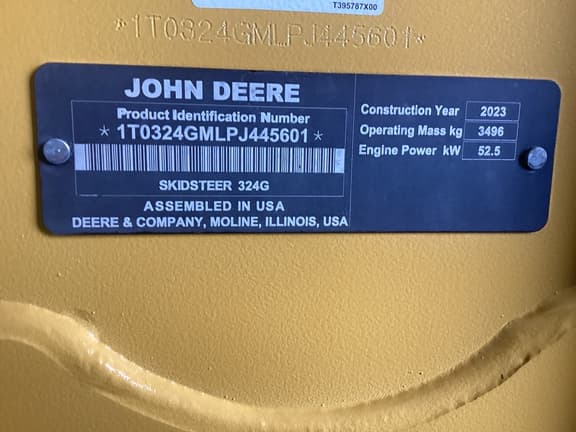 T395787X00
*1T0324GMLPJ445601*
JOHN DEERE
Product Identification Number
*1T0324GMLPJ445601*
SKIDSTEER 324G
ASSEMBLED IN USA
DEERE & COMPANY, MOLINE, ILLINOIS, USA
Construction Year 2023
Operating Mass kg 3496
Engine Power kW 52.5